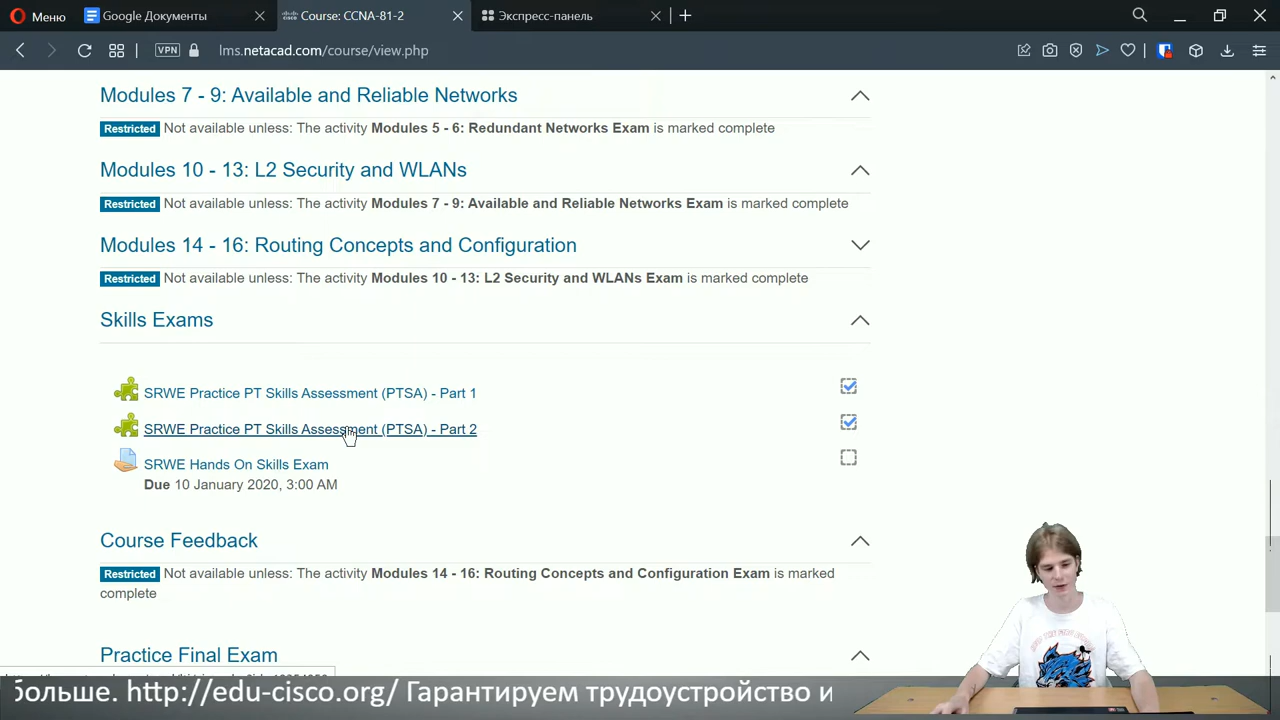 Меню
Google Документы
Course: CCNA-81-2
Экспресс-панель
VPN
lms.netacad.com/course/view.php
Modules 7 - 9: Available and Reliable Networks
Restricted Not available unless: The activity Modules 5 - 6: Redundant Networks Exam is marked complete
Modules 10 - 13: L2 Security and WLANs
Restricted Not available unless: The activity Modules 7 - 9: Available and Reliable Networks Exam is marked complete
Modules 14 - 16: Routing Concepts and Configuration
Restricted Not available unless: The activity Modules 10 - 13: L2 Security and WLANs Exam is marked complete
Skills Exams
SRWE Practice PT Skills Assessment (PTSA) - Part 1
SRWE Practice PT Skills Assessment (PTSA) - Part 2
SRWE Hands On Skills Exam
Due 10 January 2020, 3:00 AM
Course Feedback
Restricted Not available unless: The activity Modules 14 - 16: Routing Concepts and Configuration Exam is marked
complete
Practice Final Exam
больше. http://edu-cisco.org/ Гарантируем трудоустройство и